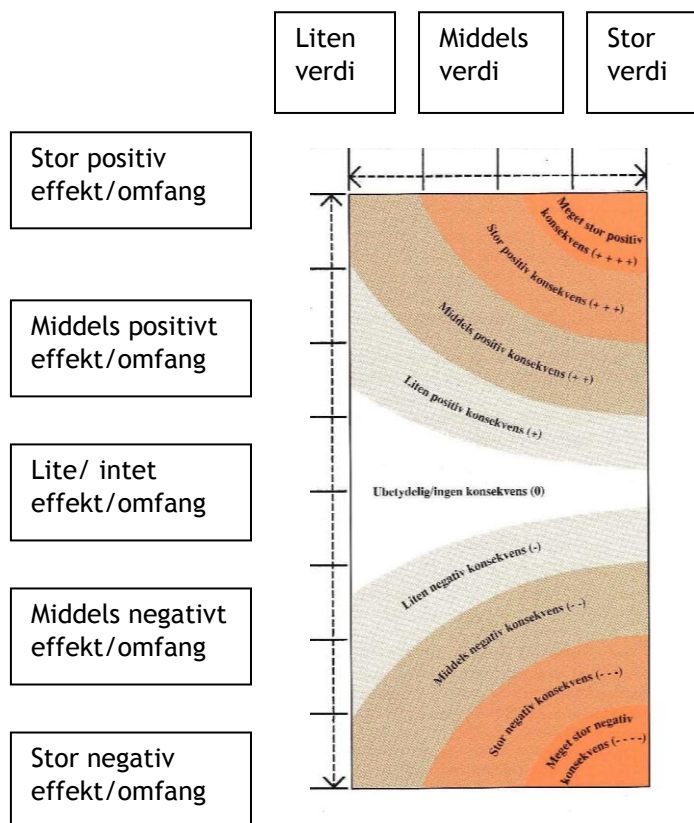 Liten
verdi
Middels
verdi
Stor
verdi
Stor positiv
effekt/omfang
Middels positivt
effekt/omfang
Lite/ intet
effekt/omfang
Middels negativt
effekt/omfang
Stor negativ
effekt/omfang
Meget stor positiv
konsekvens (+ + + +)
Stor positiv konsekvens (+ + +)
Middels positiv konsekvens (+ +)
Liten positiv konsekvens (+)
Ubetydelig/ingen konsekvens (0)
Liten negativ konsekvens (-)
Middels negativ konsekvens (- -)
Stor negativ konsekvens (- - -)
Meget stor negativ
konsekvens (- - - -)